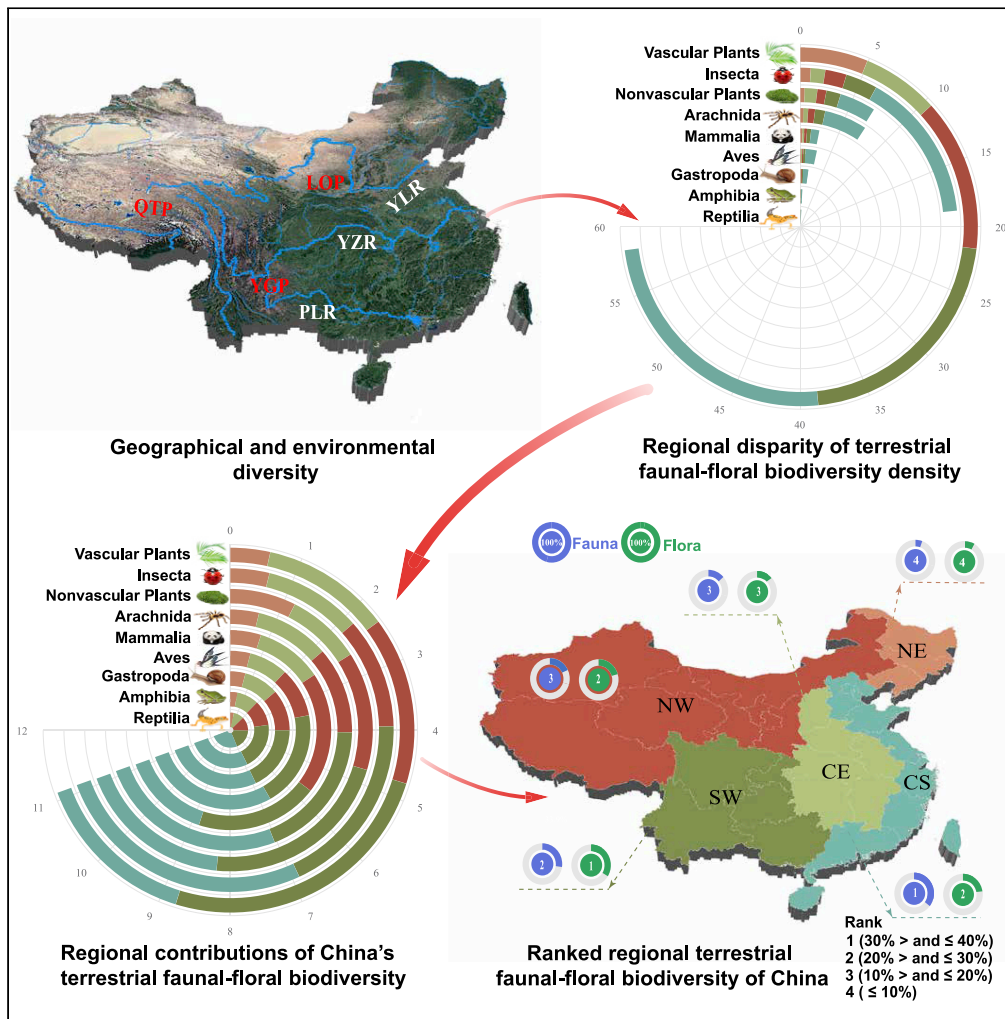 Vascular Plants
Insecta
Nonvascular Plants
Arachnida
Mammalia
Aves
Gastropoda
Amphibia
Reptilia
0
5
10
15
20
30
35
40
45
50
55
60
QTP
LOP
YLR
YZR
YGP
PLR
Geographical and environmental
diversity
Regional disparity of terrestrial
faunal-floral biodiversity density
Vascular Plants
Insecta
Nonvascular Plants
Arachnida
Mammalia
Aves
Gastropoda
Amphibia
Reptilia
0
1
2
3
4
5
6
7
8
9
10
11
12
Regional contributions of China's
terrestrial faunal-floral biodiversity
100% Fauna 100% Flora
4 4
3 3
NE
3 2
NW
CE
CS
SW
2 1
1 2
Rank
1 (30% > and ≤ 40%)
2 (20% > and ≤ 30%)
3 (10% > and ≤ 20%)
4 ( ≤ 10%)
Ranked regional terrestrial
faunal-floral biodiversity of China